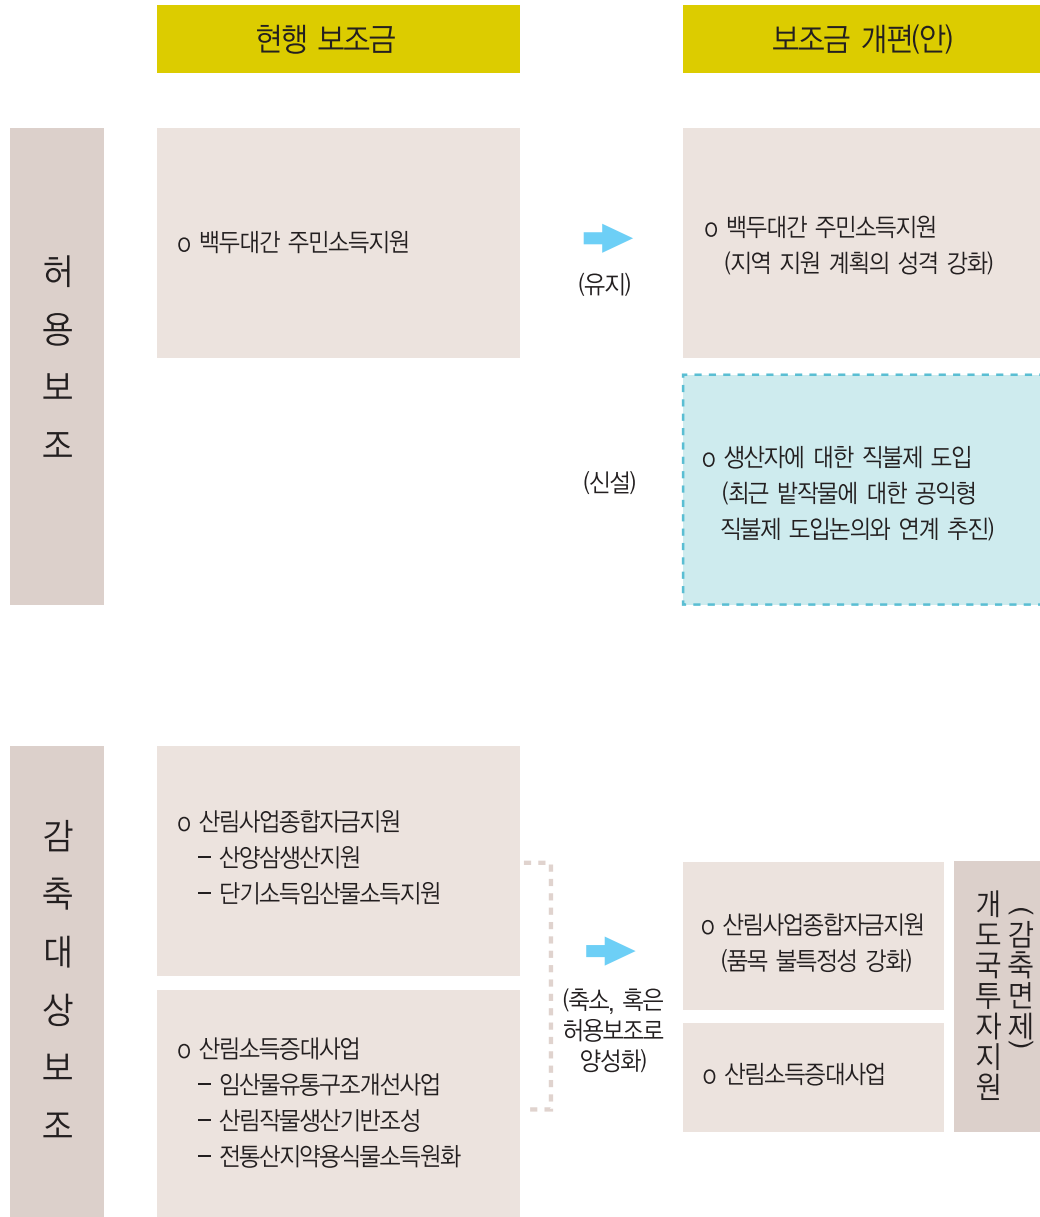 현행 보조금
보조금 개편(안)
허용보조
o 백두대간 주민소득지원
(유지)
o 백두대간 주민소득지원
(지역 지원 계획의 성격 강화)
(신설)
o 생산자에 대한 직불제 도입
(최근 밭작물에 대한 공익형
직불제 도입논의와 연계 추진)
감축대상보조
o 산림사업종합자금지원
– 산양삼생산지원
– 단기소득임산물소득지원
o 산림소득증대사업
– 임산물유통구조개선사업
– 산림작물생산기반조성
– 전통산지약용식물소득원화
(축소, 혹은
허용보조로
양성화)
o 산림사업종합자금지원
(품목 불특정성 강화)
o 산림소득증대사업
개도국투자지원
(감축면제)